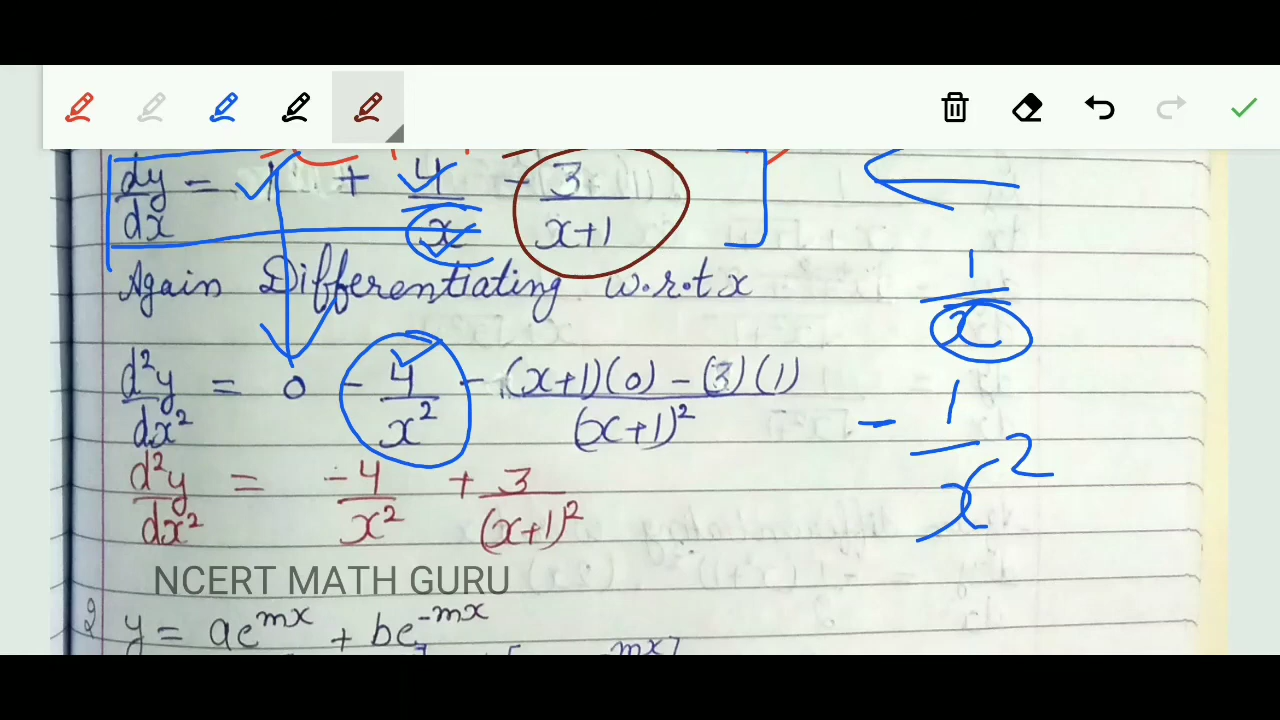 dy/dx = 1 + 4/x - 3/x+1
Again Differentiating w.r.t x
d²y/dx² = 0 - 4/x² - (x+1)(0) - (3)(1)/(x+1)²
d²y/dx² = -4/x² + 3/(x+1)²
1/x
- 1/x²
NCERT MATH GURU
2 y = ae^mx + be^-mx